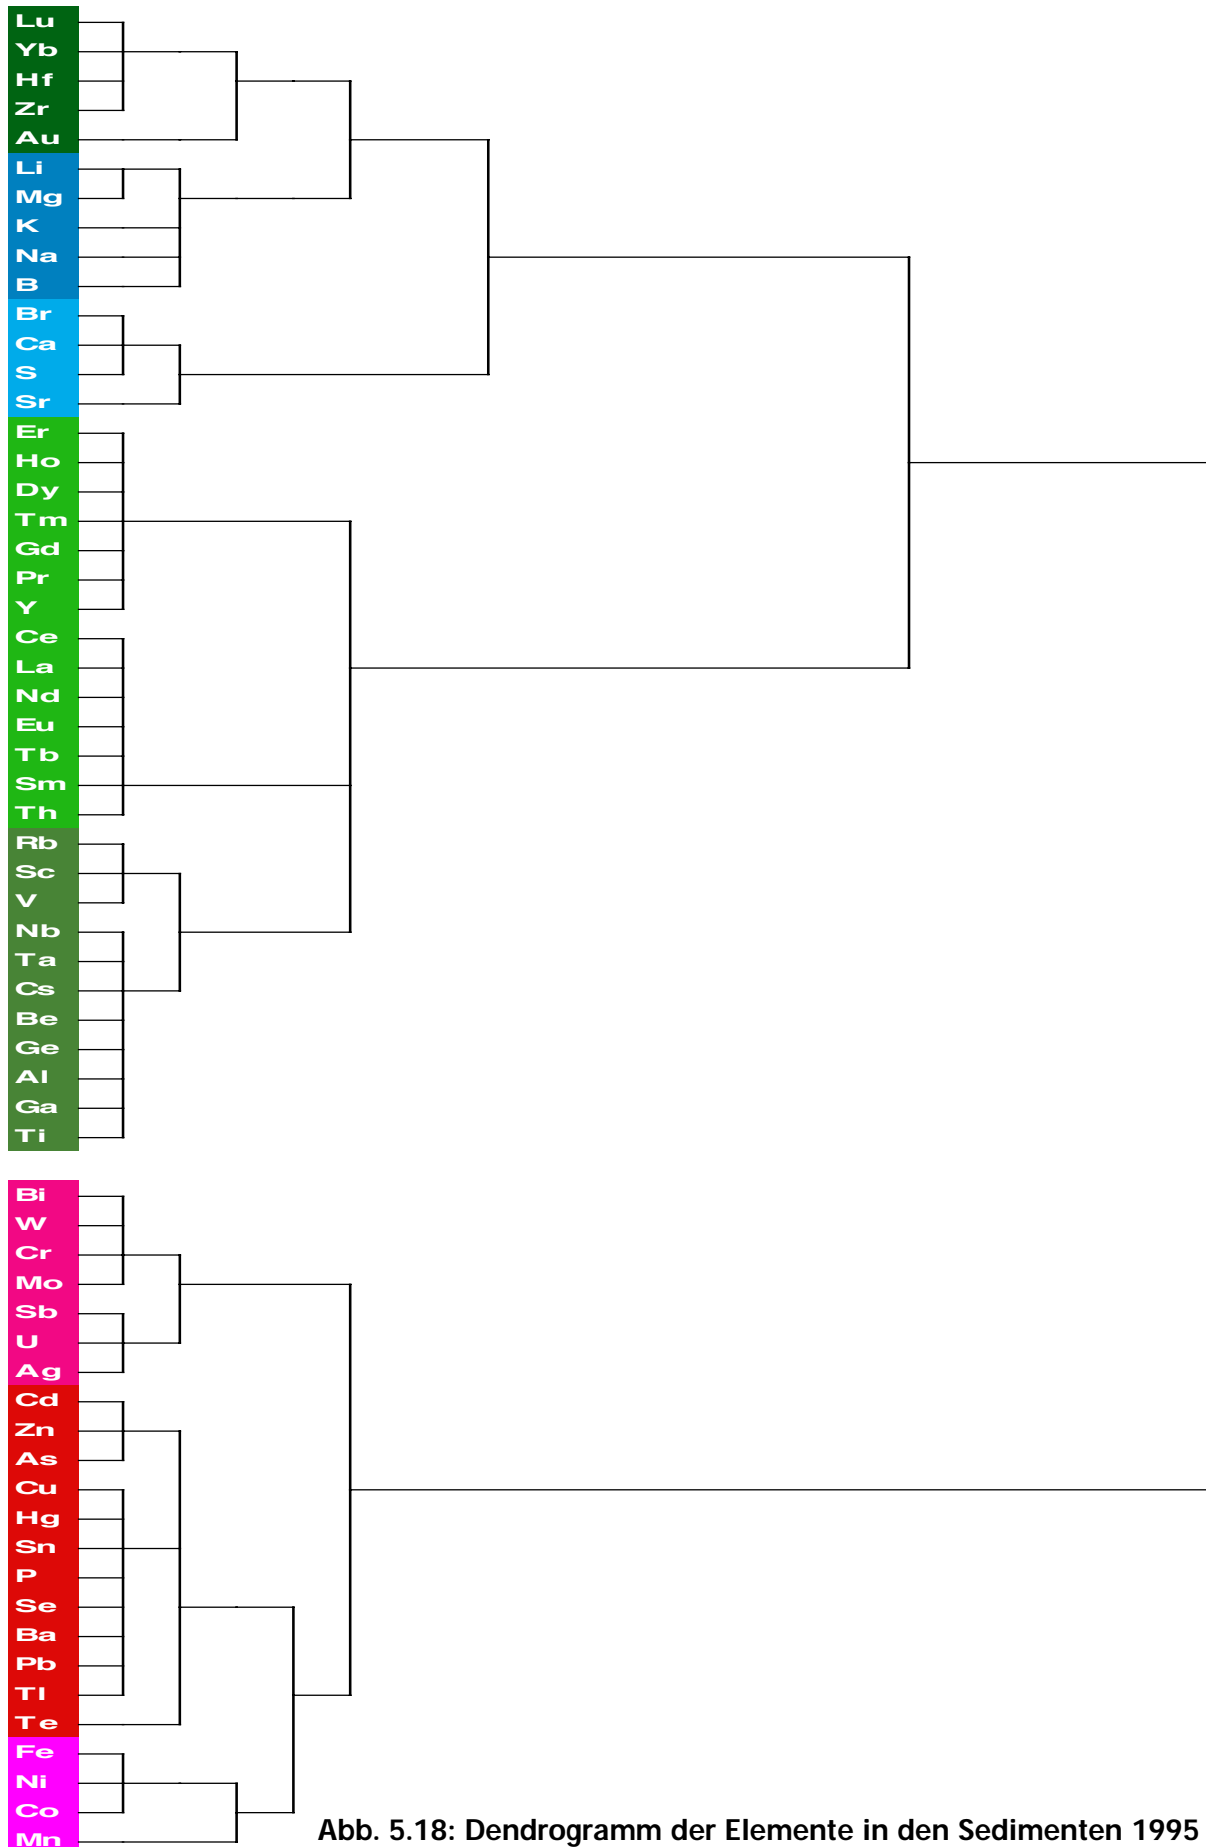 Lu
Yb
Hf
Zr
Au
Li
Mg
K
Na
B
Br
Ca
S
Sr
Er
Ho
Dy
Tm
Gd
Pr
Y
Ce
La
Nd
Eu
Tb
Sm
Th
Rb
Sc
V
Nb
Ta
Cs
Be
Ge
Al
Ga
Ti
Bi
W
Cr
Mo
Sb
U
Ag
Cd
Zn
As
Cu
Hg
Sn
P
Se
Ba
Pb
Tl
Te
Fe
Ni
Co
Mn
Abb. 5.18: Dendrogramm der Elemente in den Sedimenten 1995